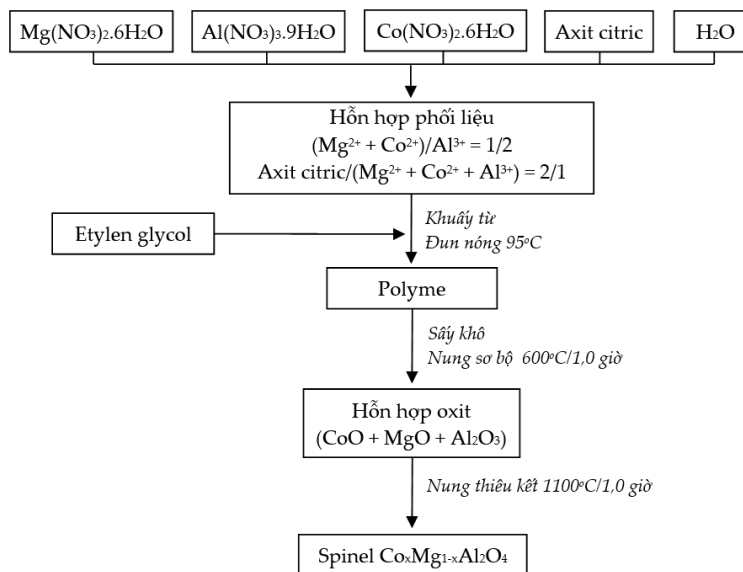 Mg(NO₃)₂.6H₂O
Al(NO₃)₃.9H₂O
Co(NO₃)₂.6H₂O
Axit citric
H₂O
Hỗn hợp phối liệu
(Mg²⁺ + Co²⁺)/Al³⁺ = 1/2
Axit citric/(Mg²⁺ + Co²⁺ + Al³⁺) = 2/1
Etylen glycol
Khuấy từ
Đun nóng 95°C
Polyme
Sấy khô
Nung sơ bộ 600°C/1,0 giờ
Hỗn hợp oxit
(CoO + MgO + Al₂O₃)
Nung thiêu kết 1100°C/1,0 giờ
Spinel CoₓMg₁₋ₓAl₂O₄